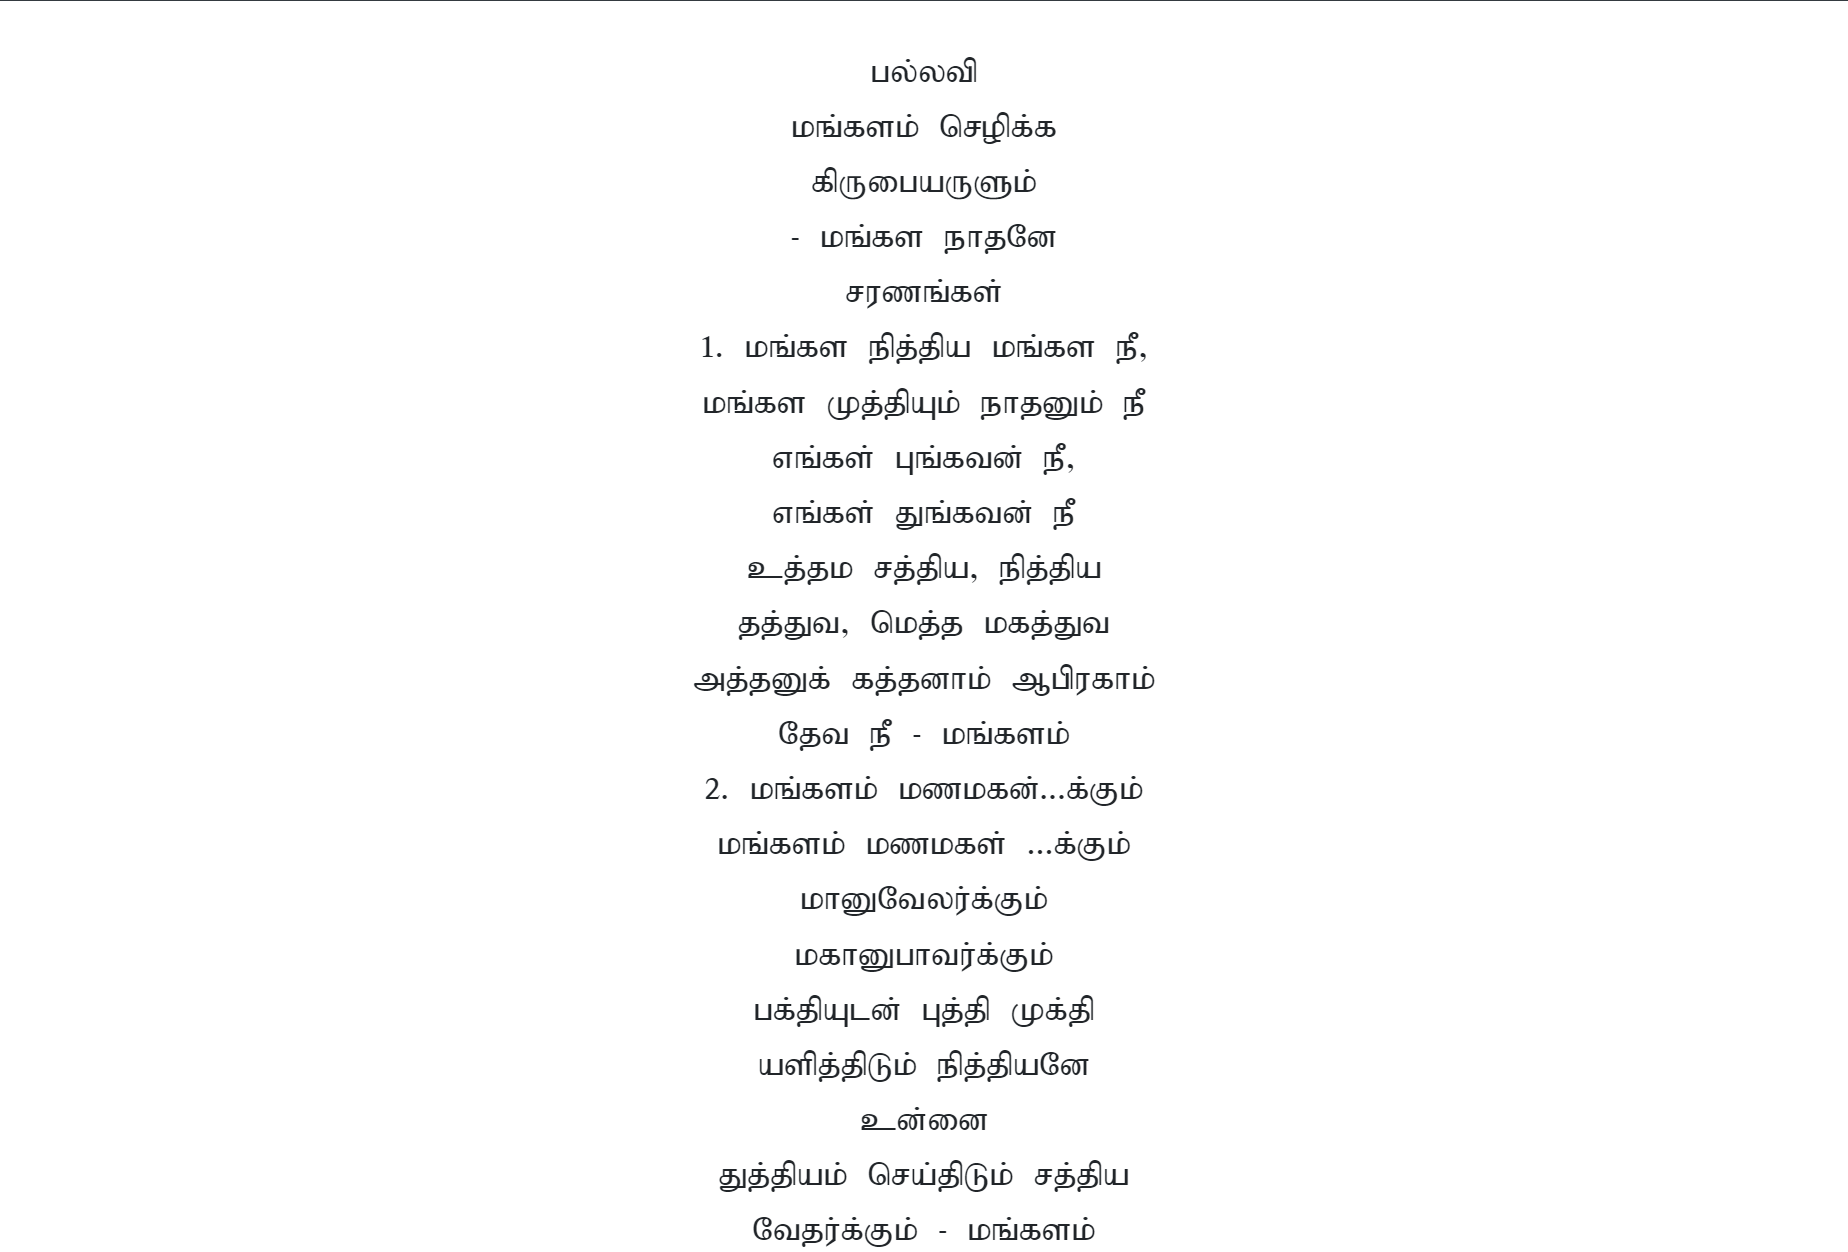 பல்லவி
மங்களம் செழிக்க
கிருபையருளும்
- மங்கள நாதனே
சரணங்கள்
1. மங்கள நித்திய மங்கள நீ,
மங்கள முத்தியும் நாதனும் நீ
எங்கள் புங்கவன் நீ,
எங்கள் துங்கவன் நீ
உத்தம சத்திய, நித்திய
தத்துவ, மெத்த மகத்துவ
அத்தனுக் கத்தனாம் ஆபிரகாம்
தேவ நீ - மங்களம்
2. மங்களம் மணமகன்...க்கும்
மங்களம் மணமகள் ...க்கும்
மானுவேலர்க்கும்
மகானுபாவர்க்கும்
பக்தியுடன் புத்தி முக்தி
யளித்திடும் நித்தியனே
உன்னை
துத்தியம் செய்திடும் சத்திய
வேதர்க்கும் - மங்களம்